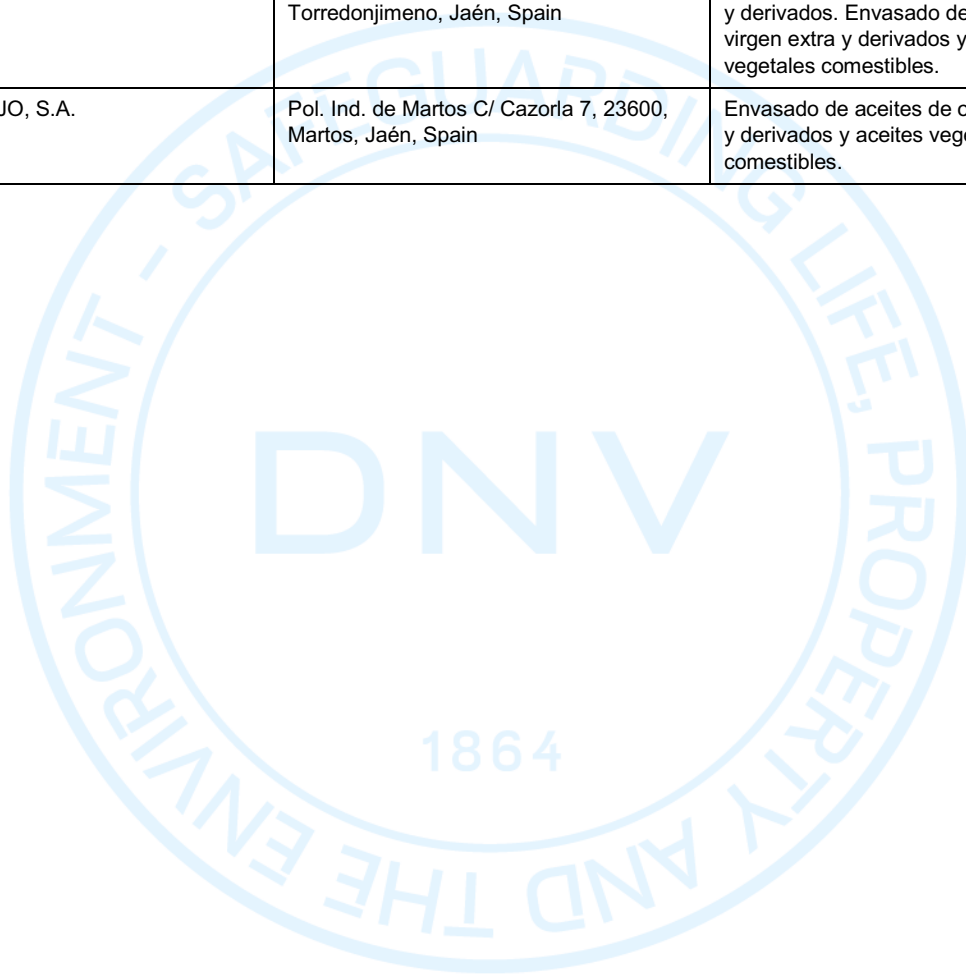 Torredonjimeno, Jaén, Spain
y derivados. Envasado de
virgen extra y derivados y
vegetales comestibles.
JO, S.A.
Pol. Ind. de Martos C/ Cazorla 7, 23600,
Martos, Jaén, Spain
Envasado de aceites de
y derivados y aceites
comestibles.
SAFEGUARDING LIFE, PROPERTY AND THE ENVIRONMENT -
DNV
1864